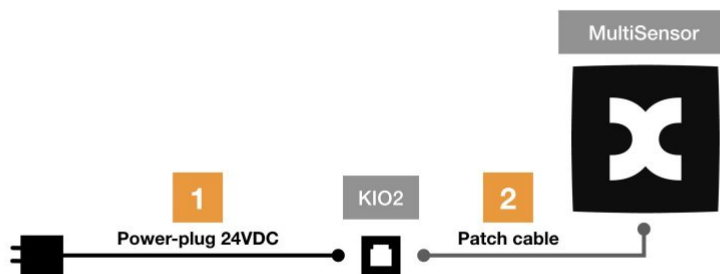 MultiSensor
1
KIO2
2
Power-plug 24VDC
Patch cable